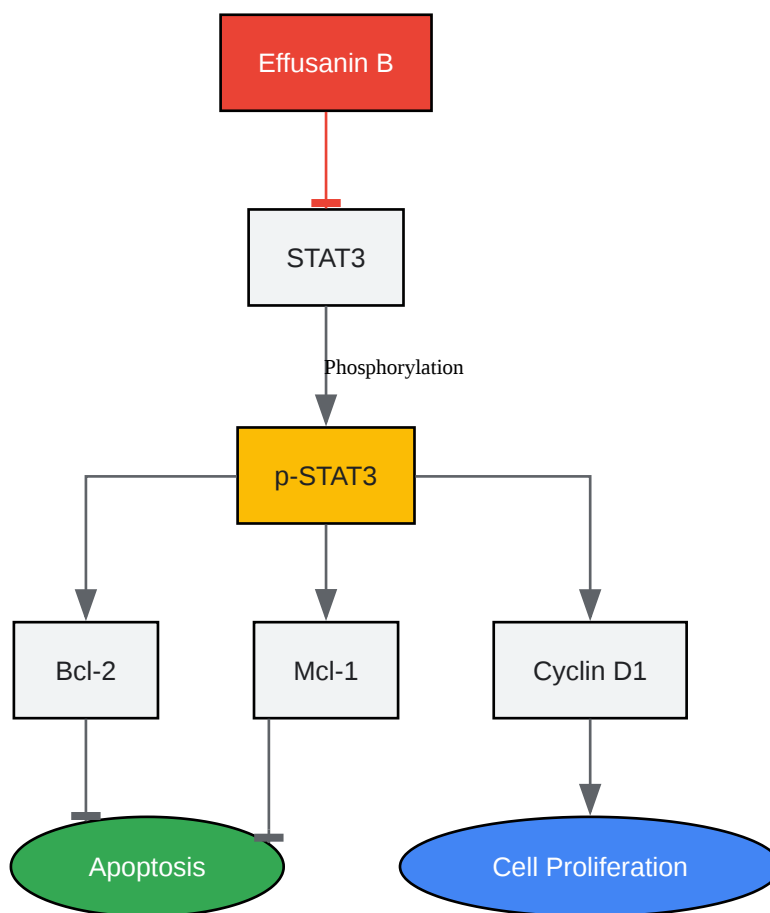 Effusanin B
STAT3
Phosphorylation
p-STAT3
Bcl-2
Mcl-1
Cyclin D1
Apoptosis
Cell Proliferation